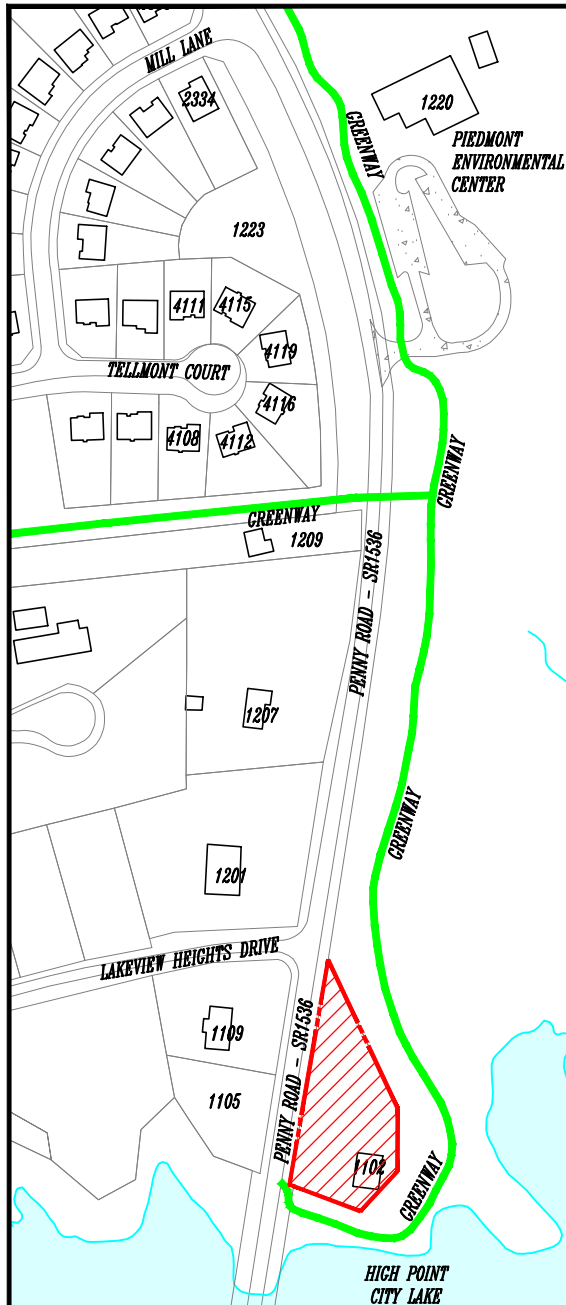 MILL LANE
2334
1220
GREENWAY
PIEDMONT
ENVIRONMENTAL
CENTER
1223
4111
4115
4119
TELLMONT COURT
4116
4108
4112
GREENWAY
GREENWAY
1209
PENNY ROAD - SR1536
1207
GREENWAY
1201
LAKEVIEW HEIGHTS DRIVE
1109
PENNY ROAD - SR1536
1105
1102
GREENWAY
HIGH POINT
CITY LAKE